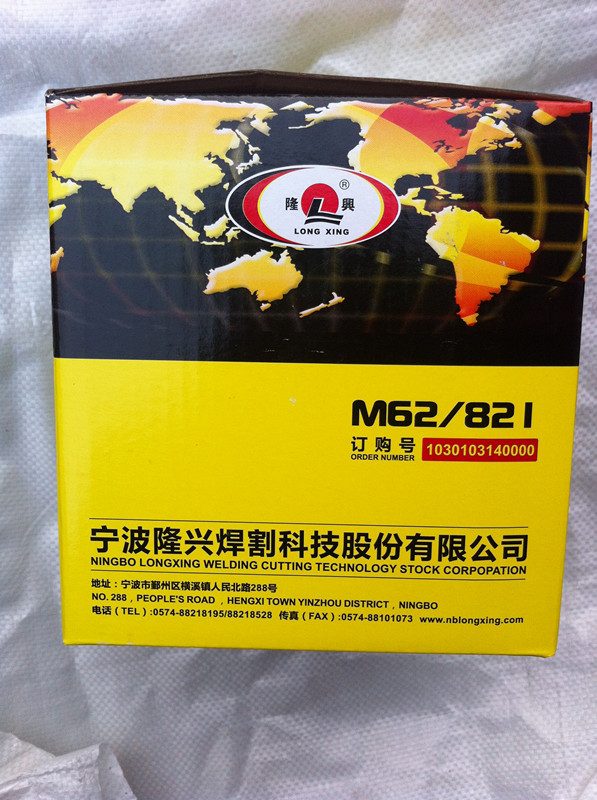 隆 興 ®
LONG XING
M62/821
订购号 1030103140000
ORDER NUMBER
宁波隆兴焊割科技股份有限公司
NINGBO LONGXING WELDING CUTTING TECHNOLOGY STOCK CORPOPATION
地址:宁波市鄞州区横溪镇人民北路288号
NO. 288, PEOPLE'S ROAD , HENGXI TOWN YINZHOU DISTRICT , NINGBO
电话(TEL):0574-88218195/88218528 传真(FAX):0574-88101073 www.nblongxing.com